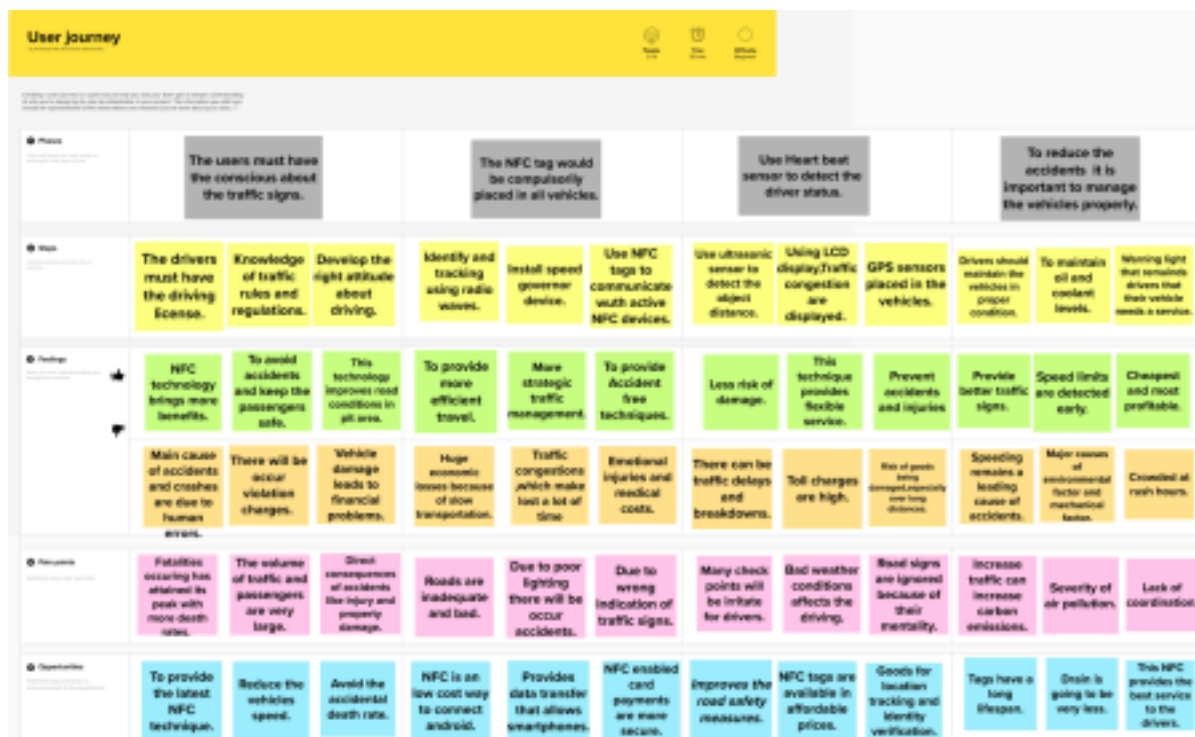 User journey
Phases
The users must have
the conscious about
the traffic signs.
The NFC tag would
be compulsorily
placed in all vehicles.
Use Heart beat
sensor to detect the
driver status.
To reduce the
accidents it is
important to manage
the vehicles properly.
Steps
The drivers
must have
the driving
license.
Knowledge
of traffic
rules and
regulations.
Develop the
right attitude
about
driving.
Identify and
tracking
using radio
waves.
Install speed
governor
device.
Use NFC
tags to
communicate
wuth active
NFC devices.
Use ultrasonic
sensor to
detect the
object
distance.
Using LCD
display,Traffic
congestion
are
displayed.
GPS sensors
placed in the
vehicles.
Drivers should
maintain the
vehicles in
proper
condition.
To maintain
oil and
coolant
levels.
Warning light
that remainds
drivers that
their vehicle
needs a service.
Feelings
NFC
technology
brings more
benefits.
To avoid
accidents
and keep the
passengers
safe.
This
technology
improves road
conditions in
pit area.
To provide
more
efficient
travel.
More
strategic
traffic
management.
To provide
Accident
free
techniques.
Less risk of
damage.
This
technique
provides
flexible
service.
Prevent
accidents
and injuries
Provide
better traffic
signs.
Speed limits
are detected
early.
Cheapest
and most
profitable.
Main cause
of accidents
and crashes
are due to
human
errors.
There will be
occur
violation
charges.
Vehicle
damage
leads to
financial
problems.
Huge
economic
losses because
of slow
transportation.
Traffic
congestions
,which make
lost a lot of
time
Emotional
injuries and
medical
costs.
There can be
traffic delays
and
breakdowns.
Toll charges
are high.
Risk of goods
being
damaged,especially
over long
distances.
Speeding
remains a
leading
cause of
accidents.
Major causes
of
environmental
factor and
mechanical
factor.
Crowded at
rush hours.
Pain points
Fatalities
occuring has
attained its
peak with
more death
rates.
The volume
of traffic and
passengers
are very
large.
Direct
consequences
of accidents
like injury and
property
damage.
Roads are
inadequate
and bad.
Due to poor
lighting
there will be
occur
accidents.
Due to
wrong
indication of
traffic signs.
Many check
points will
be irritate
for drivers.
Bad weather
conditions
affects the
driving.
Road signs
are ignored
because of
their
mentality.
Increase
traffic can
increase
carbon
emissions.
Severity of
air pollution.
Lack of
coordination
Opportunities
To provide
the latest
NFC
technique.
Reduce the
vehicles
speed.
Avoid the
accidental
death rate.
NFC is an
low cost way
to connect
android.
Provides
data transfer
that allows
smartphones.
NFC enabled
card
payments
are more
secure.
Improves the
road safety
measures.
NFC tags are
available in
affordable
prices.
Goods for
location
tracking and
identity
verification.
Tags have a
long
lifespan.
Drain is
going to be
very less.
This NFC
provides the
best service
to the
drivers.